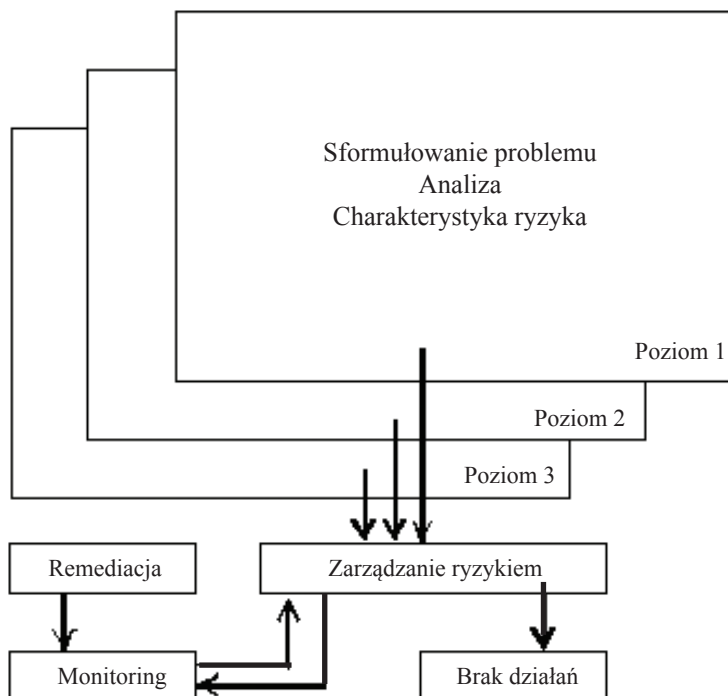 Sformułowanie problemu
Analiza
Charakterystyka ryzyka
Poziom 1
Poziom 2
Poziom 3
Remediacja
Zarządzanie ryzykiem
Monitoring
Brak działań